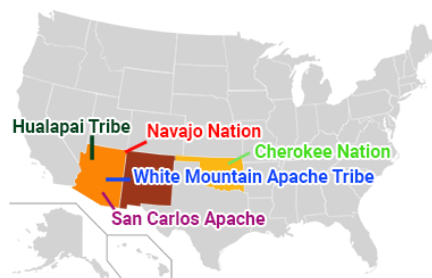 Hualapai Tribe
Navajo Nation
Cherokee Nation
White Mountain Apache Tribe
San Carlos Apache